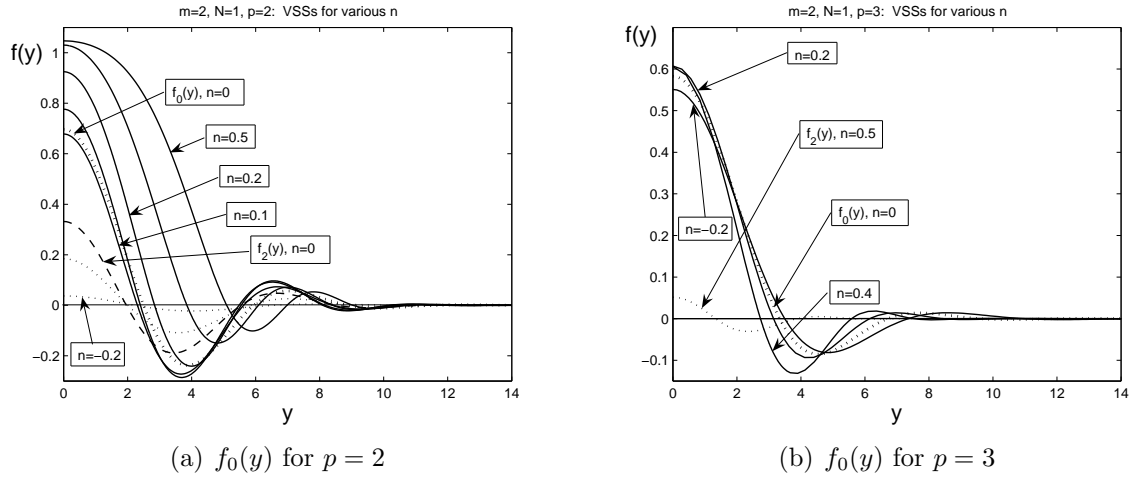 m=2, N=1, p=2: VSSs for various n
f(y)
1
0.8
0.6
0.4
0.2
0
−0.2
f0(y), n=0
n=0.5
n=0.2
n=0.1
f2(y), n=0
n=−0.2
0 2 4 6 8 10 12 14
y
(a) f0(y) for p = 2
m=2, N=1, p=3: VSSs for various n
f(y)
0.6
0.5
0.4
0.3
0.2
0.1
0
−0.1
n=0.2
f2(y), n=0.5
f0(y), n=0
n=−0.2
n=0.4
0 2 4 6 8 10 12 14
y
(b) f0(y) for p = 3